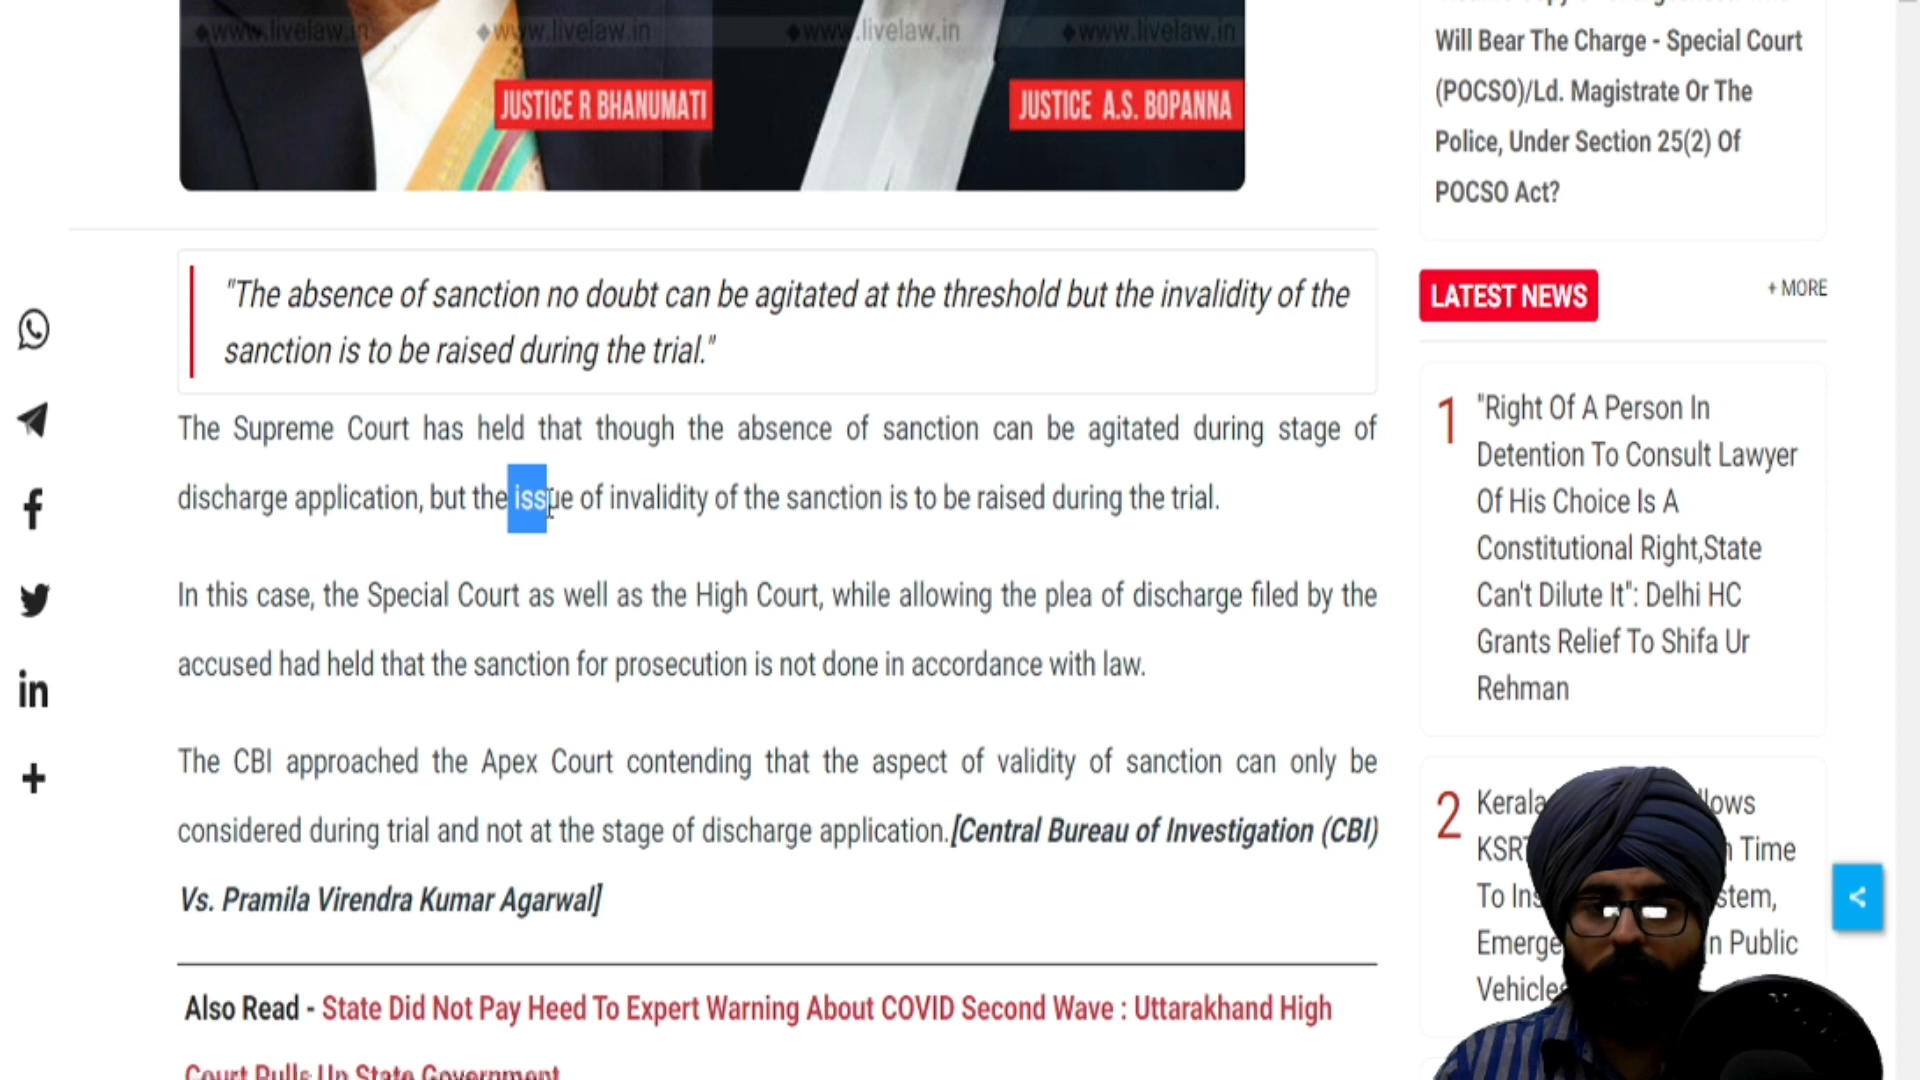 ◆www.livelaw.in ◆www.livelaw.in ◆www.livelaw.in ◆www.livelaw.in
JUSTICE R BHANUMATI
JUSTICE A.S. BOPANNA
"The absence of sanction no doubt can be agitated at the threshold but the invalidity of the
sanction is to be raised during the trial."
The Supreme Court has held that though the absence of sanction can be agitated during stage of
discharge application, but the issue of invalidity of the sanction is to be raised during the trial.
In this case, the Special Court as well as the High Court, while allowing the plea of discharge filed by the
accused had held that the sanction for prosecution is not done in accordance with law.
The CBI approached the Apex Court contending that the aspect of validity of sanction can only be
considered during trial and not at the stage of discharge application.[Central Bureau of Investigation (CBI)
Vs. Pramila Virendra Kumar Agarwal]
Also Read - State Did Not Pay Heed To Expert Warning About COVID Second Wave : Uttarakhand High
Court Pulls Up State Government
Will Bear The Charge - Special Court
(POCSO)/Ld. Magistrate Or The
Police, Under Section 25(2) Of
POCSO Act?
LATEST NEWS
+ MORE
1
"Right Of A Person In
Detention To Consult Lawyer
Of His Choice Is A
Constitutional Right,State
Can't Dilute It": Delhi HC
Grants Relief To Shifa Ur
Rehman
2
Kerala
Time
To
Public